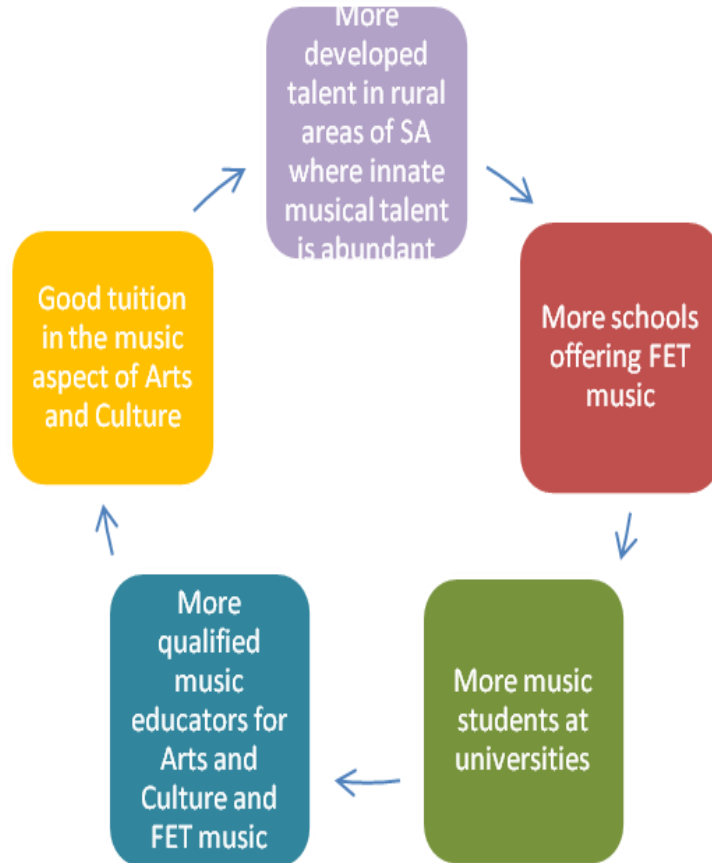 More
developed
talent in rural
areas of SA
where innate
musical talent
is abundant
More schools
offering FET
music
More music
students at
universities
More
qualified
music
educators for
Arts and
Culture and
FET music
Good tuition
in the music
aspect of Arts
and Culture